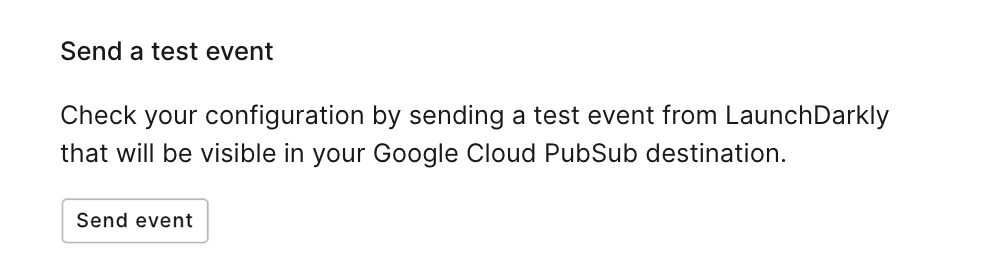 Send a test event
Check your configuration by sending a test event from LaunchDarkly
that will be visible in your Google Cloud PubSub destination.
Send event